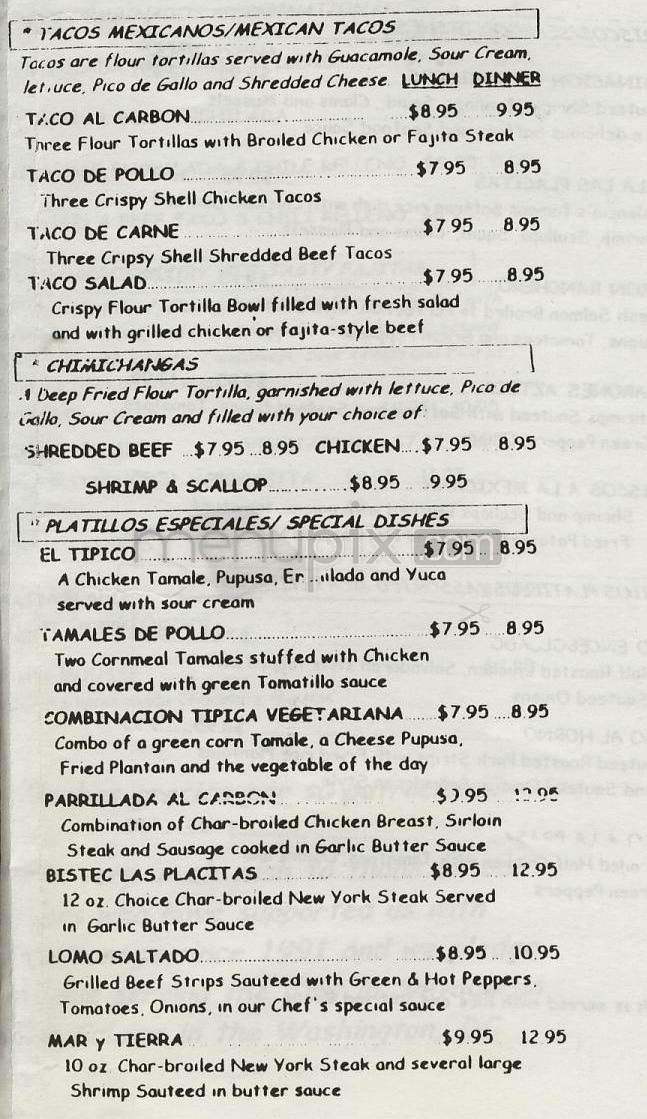 * TACOS MEXICANOS/MEXICAN TACOS
Tacos are flour tortillas served with Guacamole, Sour Cream,
lettuce, Pico de Gallo and Shredded Cheese LUNCH DINNER
TACO AL CARBON $8.95 9.95
Three Flour Tortillas with Broiled Chicken or Fajita Steak
TACO DE POLLO $7.95 8.95
Three Crispy Shell Chicken Tacos
TACO DE CARNE $7 95 8.95
Three Cripsy Shell Shredded Beef Tacos
TACO SALAD $7.95 8.95
Crispy Flour Tortilla Bowl filled with fresh salad
and with grilled chicken or fajita-style beef
* CHIMICHANGAS
A Deep Fried Flour Tortilla, garnished with lettuce, Pico de
Gallo, Sour Cream and filled with your choice of
SHREDDED BEEF $7.95 8.95 CHICKEN $7.95 8.95
SHRIMP & SCALLOP $8.95 9.95
PLATILLOS ESPECIALES/ SPECIAL DISHES
menupix.com
EL TIPICO $7.95 8.95
A Chicken Tamale, Pupusa, and Yuca
served with sour cream
TAMALES DE POLLO $7.95 8.95
Two Cornmeal Tamales stuffed with Chicken
and covered with green Tomatillo sauce
COMBINACION TIPICA VEGETARIANA $7.95 8.95
Combo of a green corn Tamale, a Cheese Pupusa,
Fried Plantain and the vegetable of the day
PARRILLADA AL CARBON
Combination of Char-broiled Chicken Breast, Sirloin
Steak and Sausage cooked in Garlic Butter Sauce
BISTEC LAS PLACITAS $8.95 12.95
12 oz. Choice Char-broiled New York Steak Served
in Garlic Butter Sauce
LOMO SALTADO $8.95 10.95
Grilled Beef Strips Sauteed with Green & Hot Peppers,
Tomatoes, Onions, in our Chef's special sauce
MAR y TIERRA $9.95 12 95
10 oz. Char-broiled New York Steak and several large
Shrimp Sauteed in butter sauce